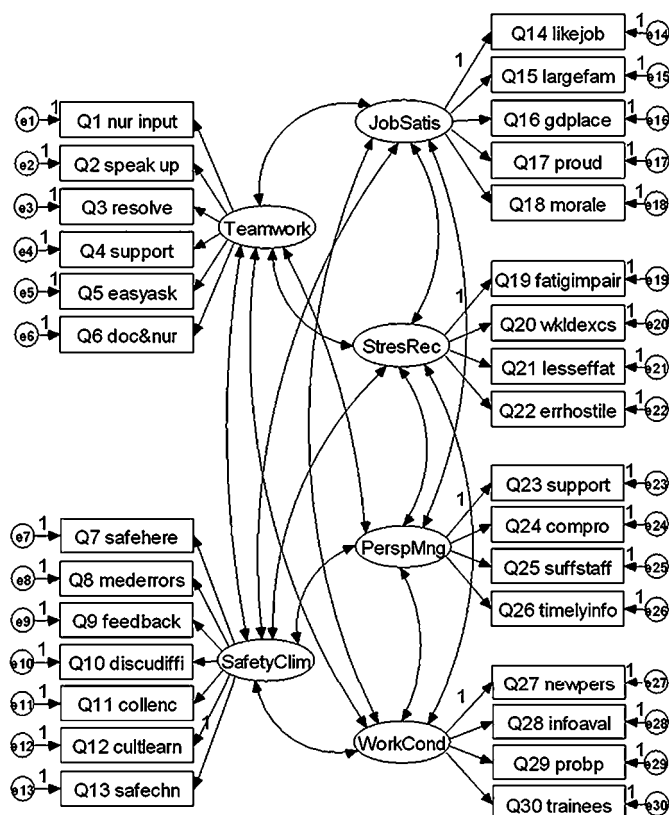 e1 1 Q1 nur input
e2 1 Q2 speak up
e3 1 Q3 resolve
e4 1 Q4 support
e5 1 Q5 easyask
e6 1 Q6 doc&nur
Teamwork
e7 1 Q7 safehere
e8 1 Q8 mederrors
e9 1 Q9 feedback
e10 1 Q10 discudiffi
e11 1 Q11 collenc
e12 1 Q12 cultlearn
e13 1 Q13 safechn
1
SafetyClim
JobSatis
1
Q14 likejob 1 e14
Q15 largefam 1 e15
Q16 gdplace 1 e16
Q17 proud 1 e17
Q18 morale 1 e18
StresRec
1
Q19 fatigimpair 1 e19
Q20 wkldexcs 1 e20
Q21 lesseffat 1 e21
Q22 errhostile 1 e22
PerspMng
1
Q23 support 1 e23
Q24 compro 1 e24
Q25 suffstaff 1 e25
Q26 timelyinfo 1 e26
WorkCond
1
Q27 newpers 1 e27
Q28 infoaval 1 e28
Q29 probp 1 e29
Q30 trainees 1 e30